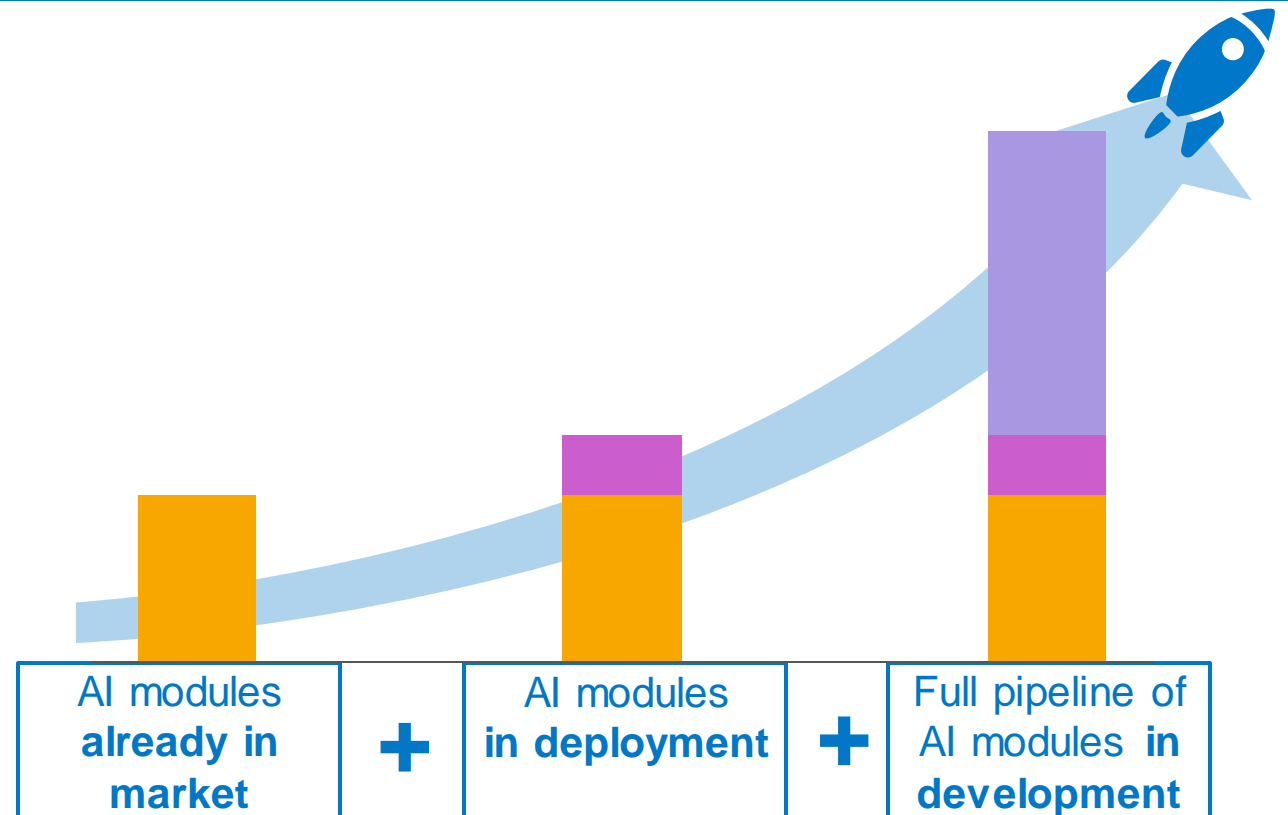 AI modules
already in
market
+
AI modules
in deployment
+
Full pipeline of
AI modules in
development